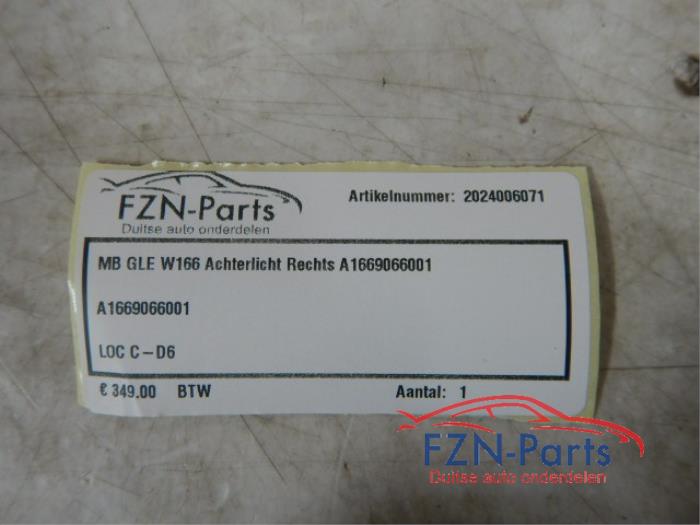 FZN-Parts
Duitse auto onderdelen
Artikelnummer: 2024006071
MB GLE W166 Achterlicht Rechts A1669066001
A1669066001
LOC C-D6
€ 349.00 BTW Aantal: 1
FZN-Parts
Duitse auto onderdelen